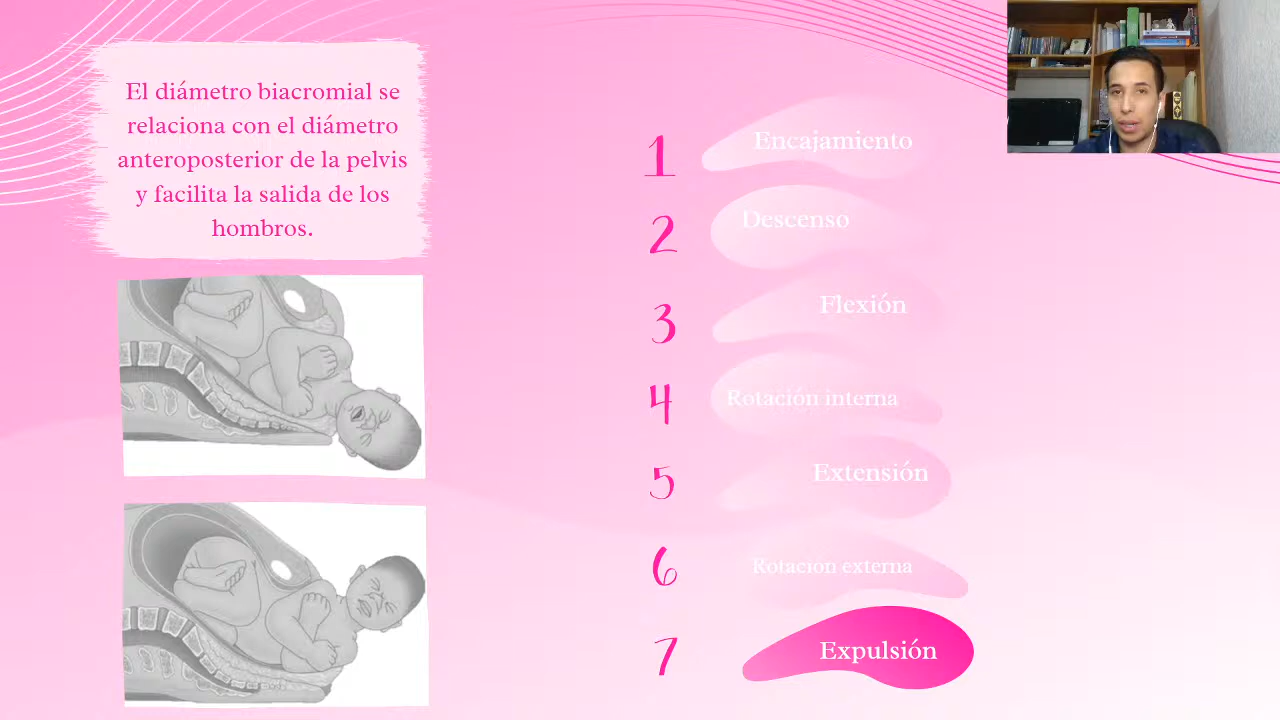 El diámetro biacromial se
relaciona con el diámetro
anteroposterior de la pelvis
y facilita la salida de los
hombros.
1 Encajamiento
2 Descenso
3 Flexión
4 Rotación interna
5 Extensión
6 Rotación externa
7 Expulsión